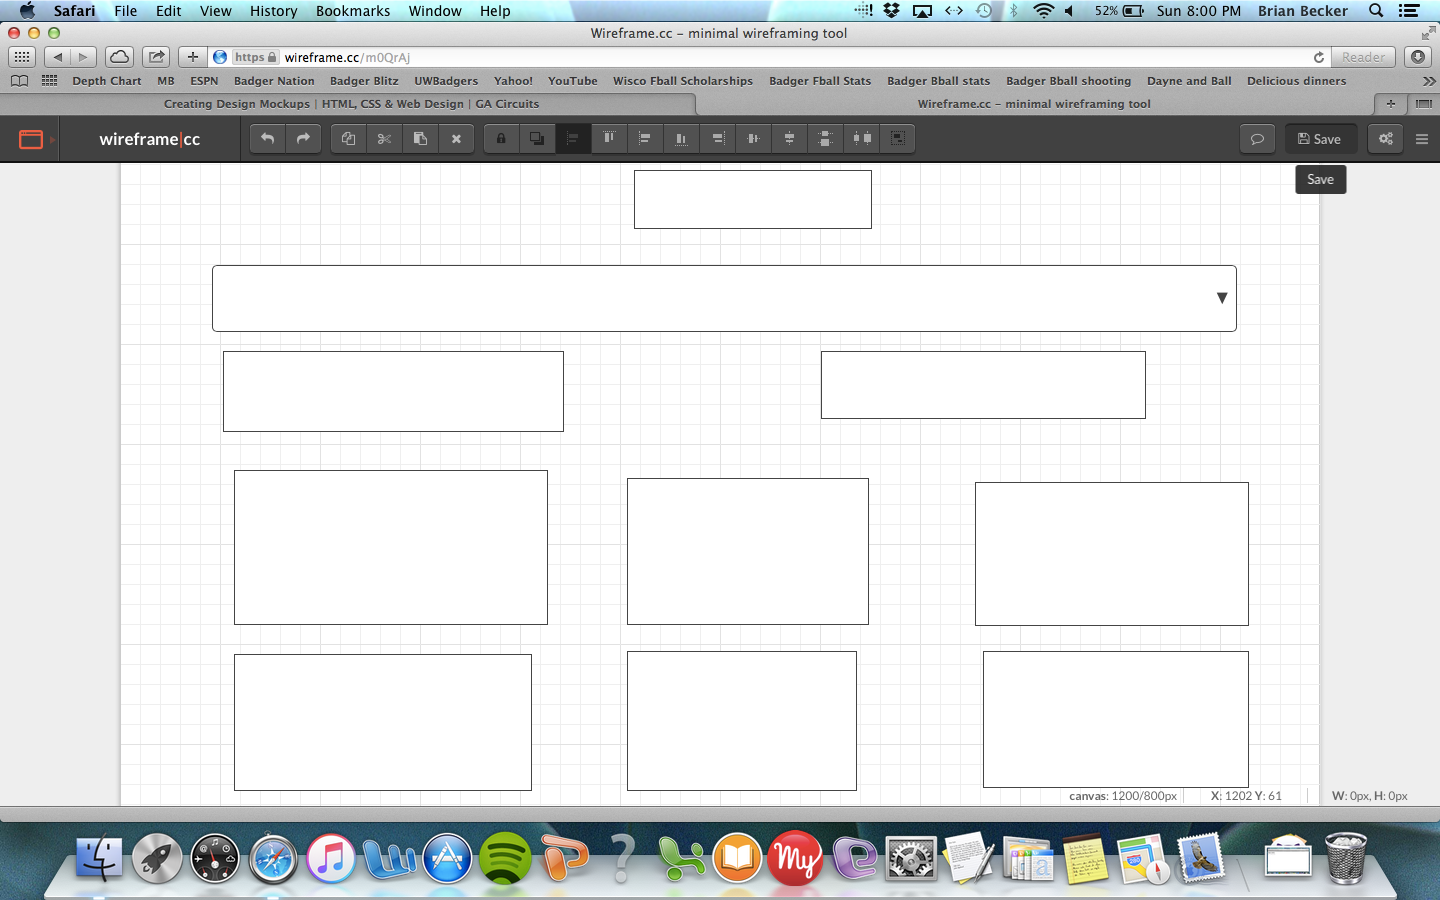 Safari File Edit View History Bookmarks Window Help 52% Sun 8:00 PM Brian Becker
Wireframe.cc – minimal wireframing tool
https wireframe.cc/m0QrAj Reader
Depth Chart MB ESPN Badger Nation Badger Blitz UWBadgers Yahoo! YouTube Wisco Fball Scholarships Badger Fball Stats Badger Bball stats Badger Bball shooting Dayne and Ball Delicious dinners
Creating Design Mockups | HTML, CSS & Web Design | GA Circuits Wireframe.cc – minimal wireframing tool
wireframe|cc Save
Save
canvas: 1200/800px X: 1202 Y: 61 W: 0px, H: 0px
My